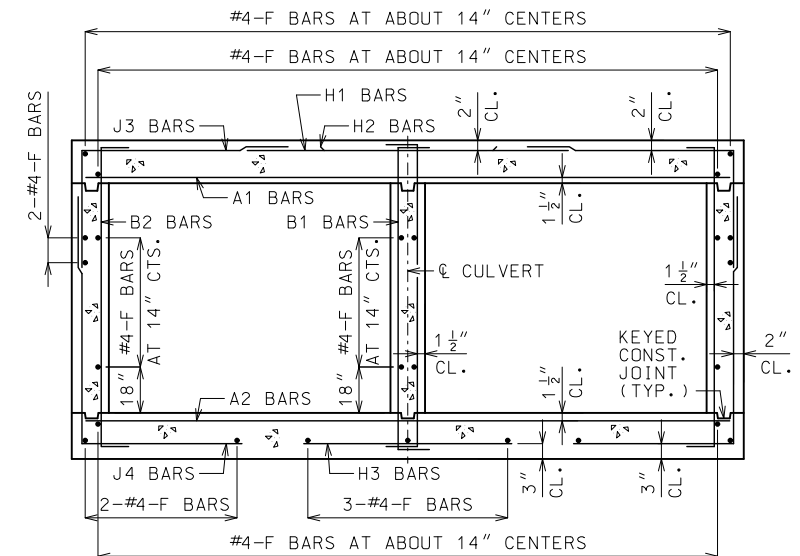 #4-F BARS AT ABOUT 14" CENTERS
#4-F BARS AT ABOUT 14" CENTERS
H1 BARS
J3 BARS
H2 BARS
2" CL.
2" CL.
2-#4-F BARS
A1 BARS
1 1/2" CL.
B2 BARS
B1 BARS
#4-F BARS AT 14" CTS.
#4-F BARS AT 14" CTS.
℄ CULVERT
1 1/2" CL.
1 1/2" CL.
KEYED
CONST.
JOINT
(TYP.)
2" CL.
18"
18"
1 1/2" CL.
A2 BARS
J4 BARS
H3 BARS
3" CL.
3" CL.
2-#4-F BARS
3-#4-F BARS
#4-F BARS AT ABOUT 14" CENTERS